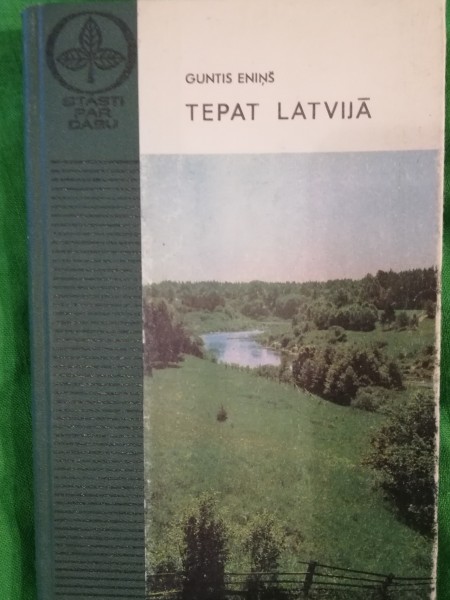 STĀSTI
PAR
DABU
GUNTIS ENIŅŠ
TEPAT LATVIJĀ